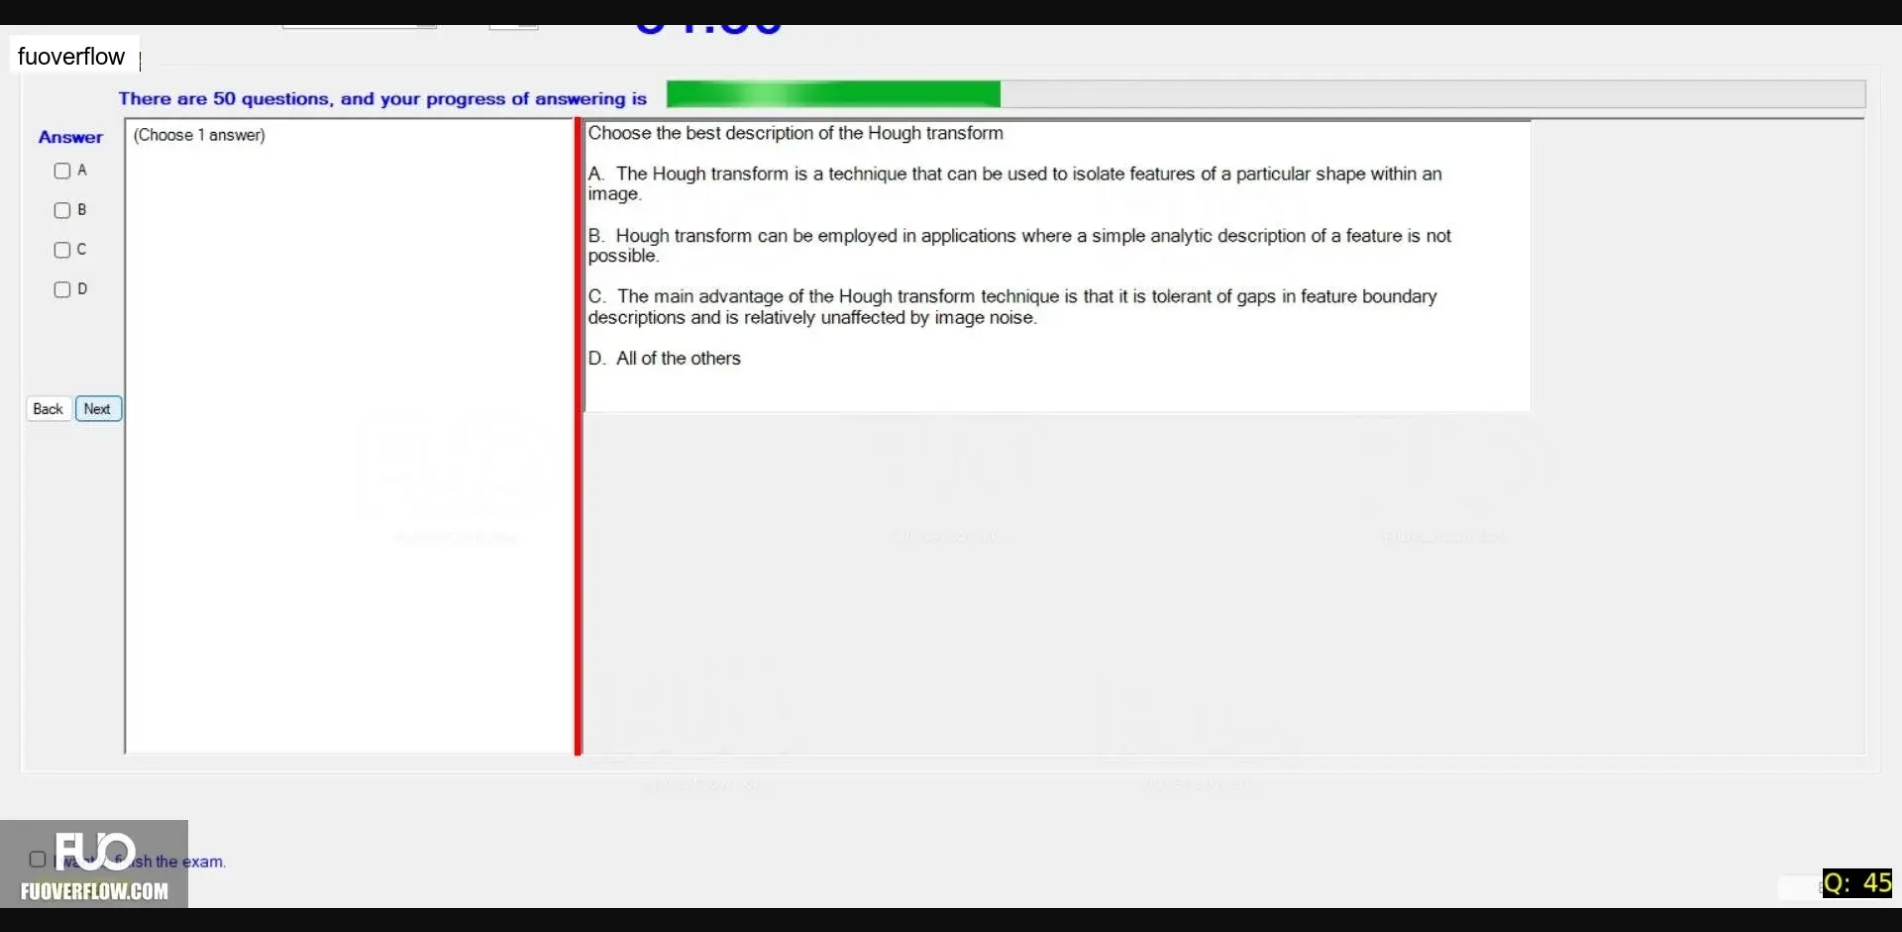 fuoverflow
There are 50 questions, and your progress of answering is
Answer
(Choose 1 answer)
A
B
C
D
Back
Next
Choose the best description of the Hough transform
A. The Hough transform is a technique that can be used to isolate features of a particular shape within an
image.
B. Hough transform can be employed in applications where a simple analytic description of a feature is not
possible.
C. The main advantage of the Hough transform technique is that it is tolerant of gaps in feature boundary
descriptions and is relatively unaffected by image noise.
D. All of the others
FUO
the exam.
FUOVERFLOW.COM
Q: 45